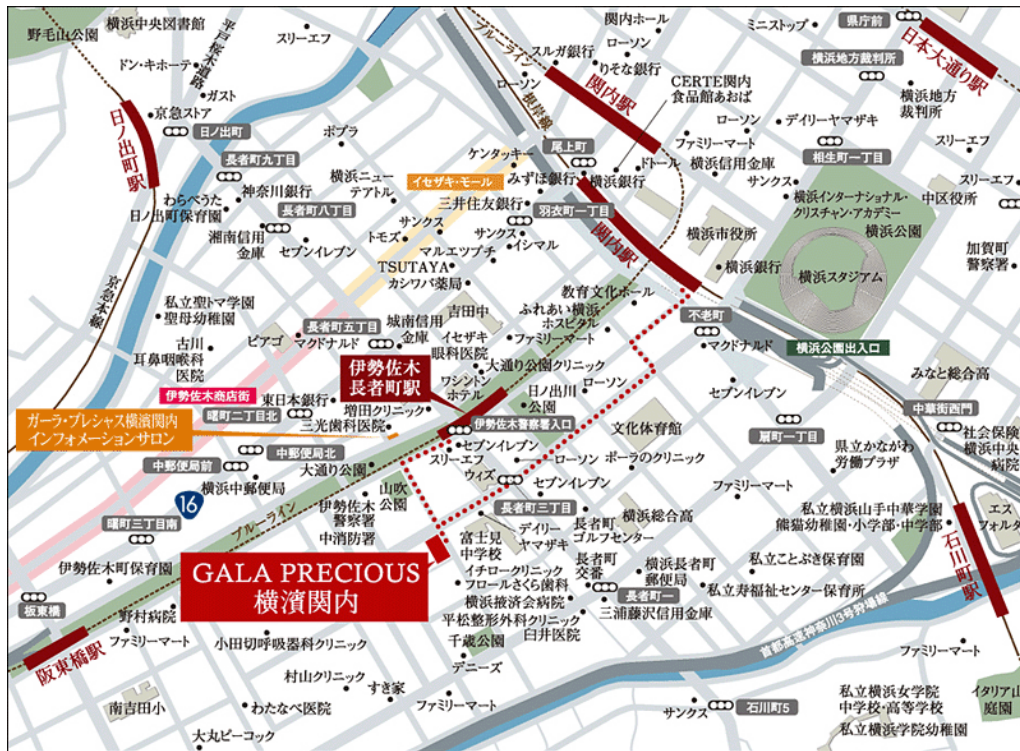 野毛山公園
横浜中央図書館
平戸桜木道路
スリーエフ
ドン・キホーテ
ガスト
京急ストア
日ノ出町
日ノ出町駅
長者町九丁目
ポプラ
わらべうた
日ノ出町保育園
神奈川銀行
横浜ニュー
テアトル
長者町八丁目
湘南信用
金庫
セブンイレブン
京急本線
ブルーライン
関内ホール
ローソン
スルガ銀行
りそな銀行
ローソン
根岸線
関内駅
ミニストップ
県庁前
日本大通り駅
横浜地方裁判所
横浜地方
裁判所
CERTE関内
食品館あおば
ローソン
デイリーヤマザキ
ファミリーマート
スリーエフ
尾上町
ドトール
横浜信用金庫
相生町一丁目
ケンタッキー
イセザキ・モール
みずほ銀行
横浜銀行
サンクス
横浜インターナショナル・
クリスチャン・アカデミー
横浜公園
スリーエフ
中区役所
三井住友銀行
羽衣町一丁目
関内駅
横浜市役所
サンクス
サンクス
イシマル
トモズ
マルエツプチ
横浜銀行
横浜スタジアム
加賀町
警察署
TSUTAYA
カシワバ薬局
教育文化ホール
私立聖トマ学園
聖母幼稚園
長者町五丁目
城南信用
金庫
吉田中
ふれあい横浜
ホスピタル
不老町
古川
耳鼻咽喉科
医院
ピアゴ
マクドナルド
イセザキ
眼科医院
ファミリーマート
マクドナルド
横浜公園出入口
伊勢佐木
長者町駅
大通り公園クリニック
ワシントン
ホテル
日ノ出川
公園
ローソン
セブンイレブン
みなと総合高
伊勢佐木商店街
東日本銀行
曙町二丁目北
増田クリニック
三光歯科医院
伊勢佐木警察署入口
中華街西門
ガーラ・プレシャス横濱関内
インフォメーションサロン
文化体育館
扇町一丁目
社会保険
横浜中央
病院
中郵便局前
中郵便局北
セブンイレブン
スリーエフ
ローソン
ポーラのクリニック
県立かながわ
労働プラザ
横浜中郵便局
大通り公園
ウィズ
セブンイレブン
ファミリーマート
16
山吹
公園
長者町三丁目
エス
フォルタ
曙町三丁目南
ブルーライン
伊勢佐木
警察署
中消防署
デイリー
ヤマザキ
長者町
ゴルフセンター
横浜総合高
私立横浜山手中華学園
熊猫幼稚園・小学部・中学部
石川町駅
富士見
中学校
GALA PRECIOUS
横濱関内
伊勢佐木町保育園
イチロークリニック
フロールさくら歯科
長者町
交番
横浜長者町
郵便局
私立ことぶき保育園
板東橋
野村病院
横浜掖済会病院
長者町一
私立寿福祉センター保育所
平松整形外科クリニック
三浦藤沢信用金庫
阪東橋駅
ファミリーマート
小田切呼吸器科クリニック
千歳公園
臼井医院
首都高速神奈川3号狩場線
デニーズ
ファミリーマート
村山クリニック
すき家
南吉田小
わたなべ医院
ファミリーマート
サンクス
石川町5
私立横浜女学院
中学校・高等学校
イタリア山
庭園
大丸ピーコック
私立横浜学院幼稚園